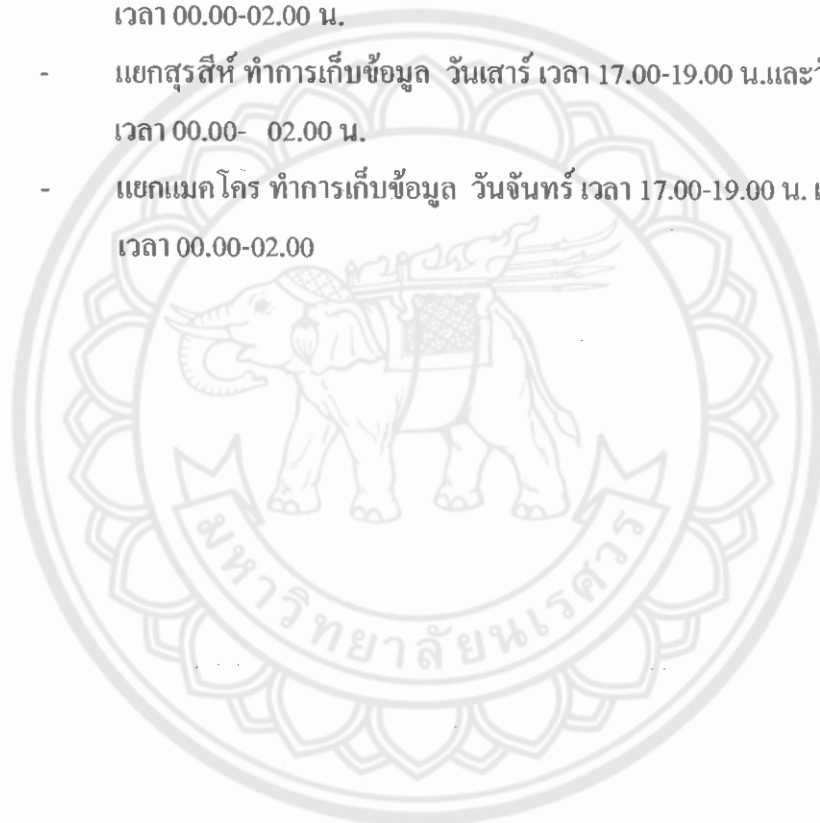 เวลา 00.00-02.00 น.
- แยกสุรสีห์ ทำการเก็บข้อมูล วันเสาร์ เวลา 17.00-19.00 น.และ
เวลา 00.00- 02.00 น.
- แยกแมคโคร ทำการเก็บข้อมูล วันจันทร์ เวลา 17.00-19.00 น.
เวลา 00.00-02.00
มหาวิทยาลัยนเรศวร